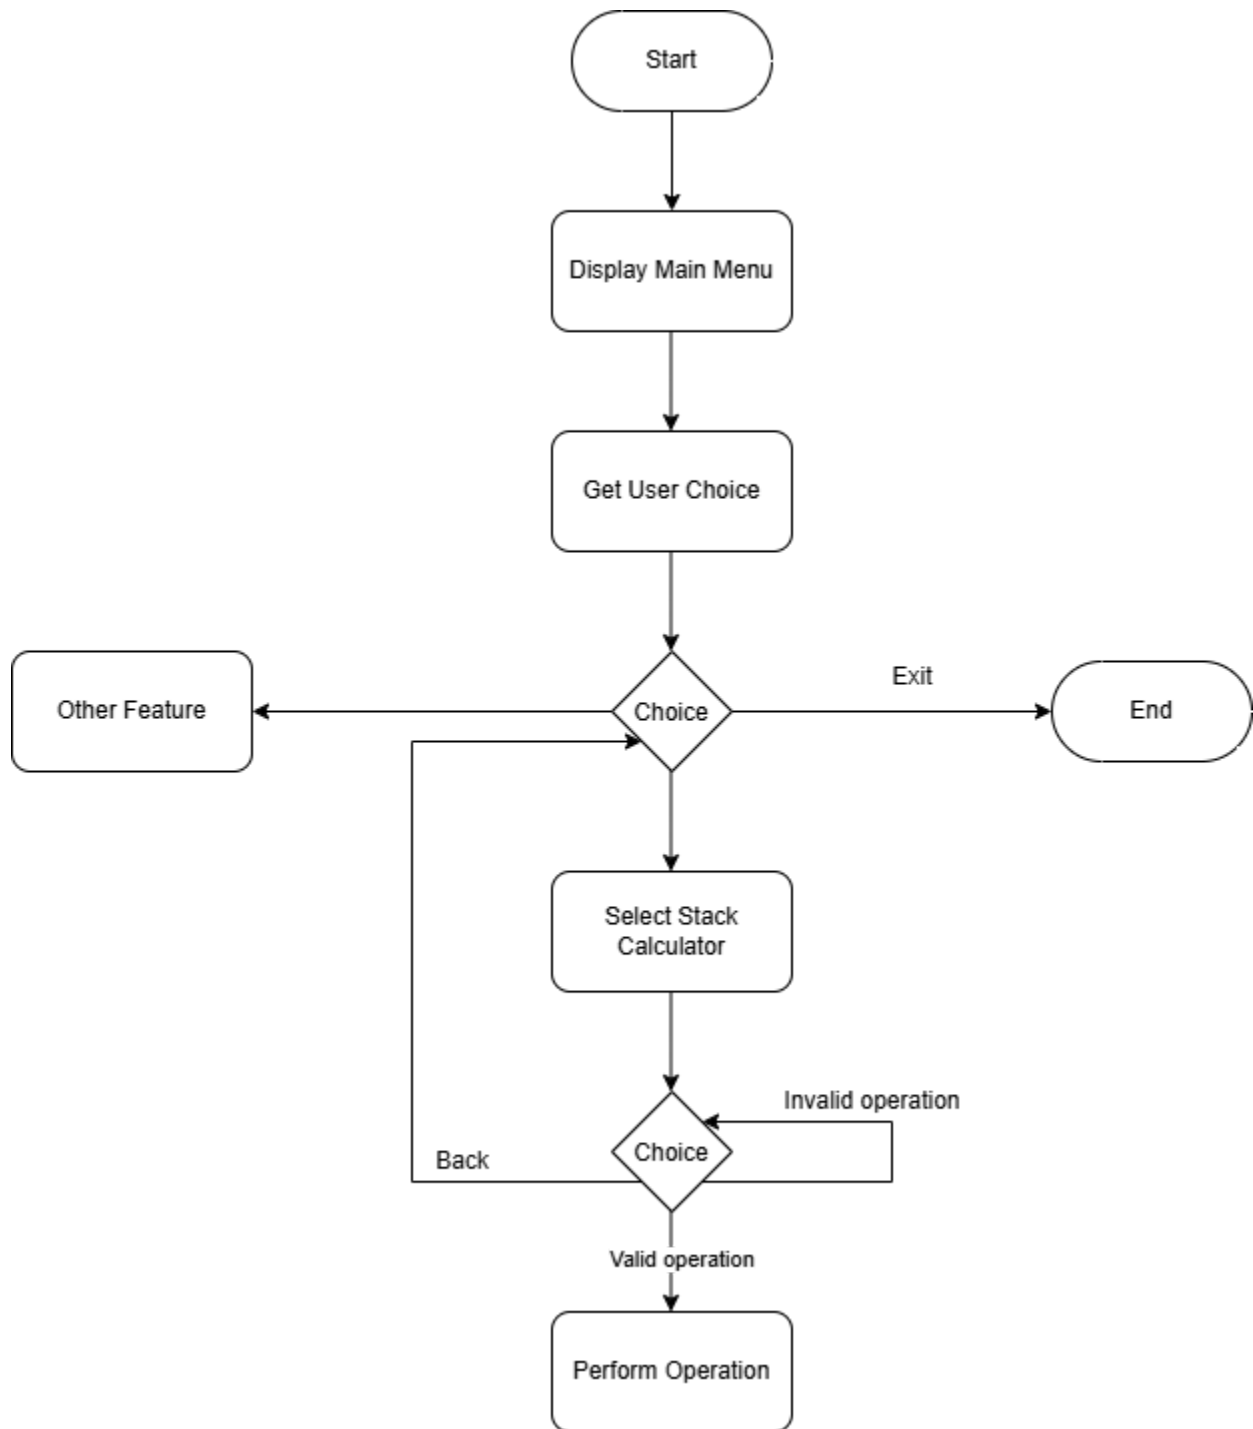 Start
Display Main Menu
Get User Choice
Other Feature
Choice
Exit
End
Select Stack
Calculator
Invalid operation
Choice
Back
Valid operation
Perform Operation